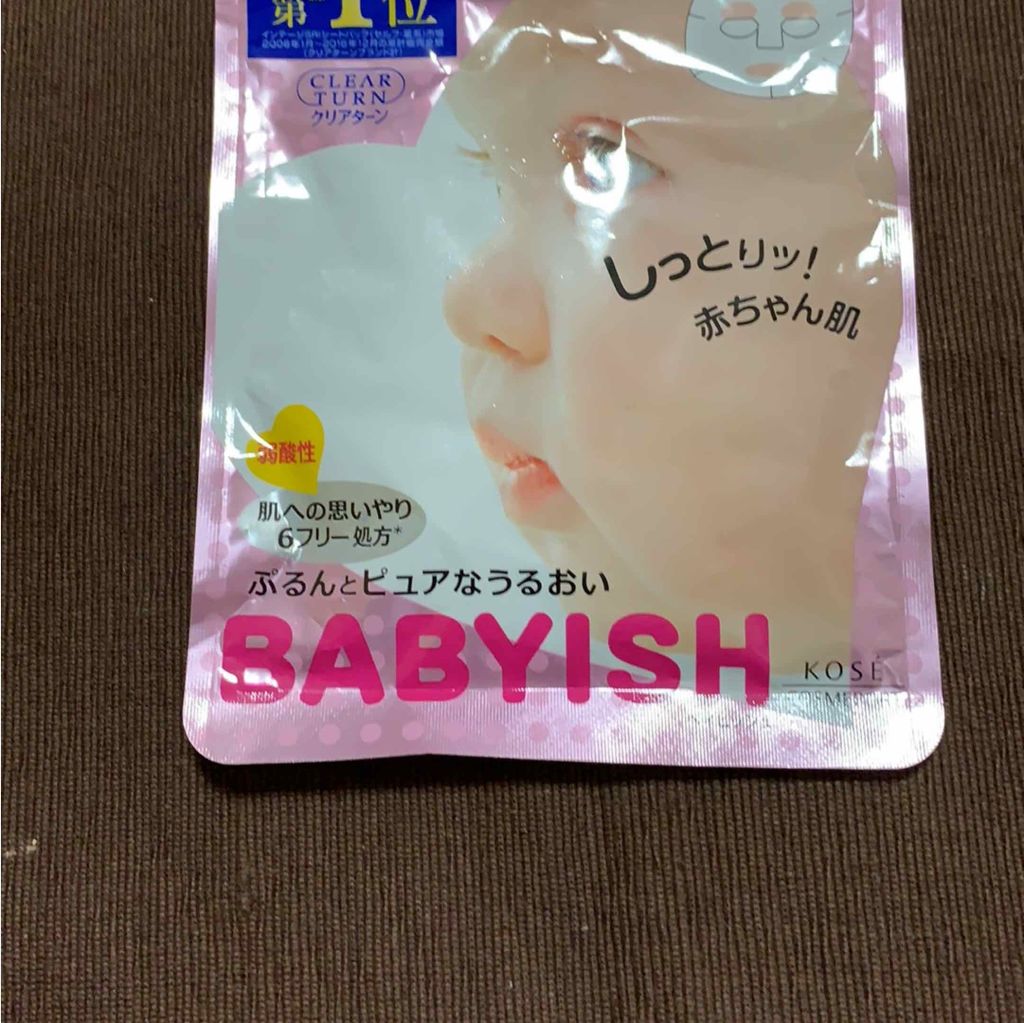 第1位
CLEAR
TURN
クリアターン
しっとりッ!
赤ちゃん肌
弱酸性
肌への思いやり
6フリー処方*
ぷるんとピュアなうるおい
BABYISH
KOSÉ